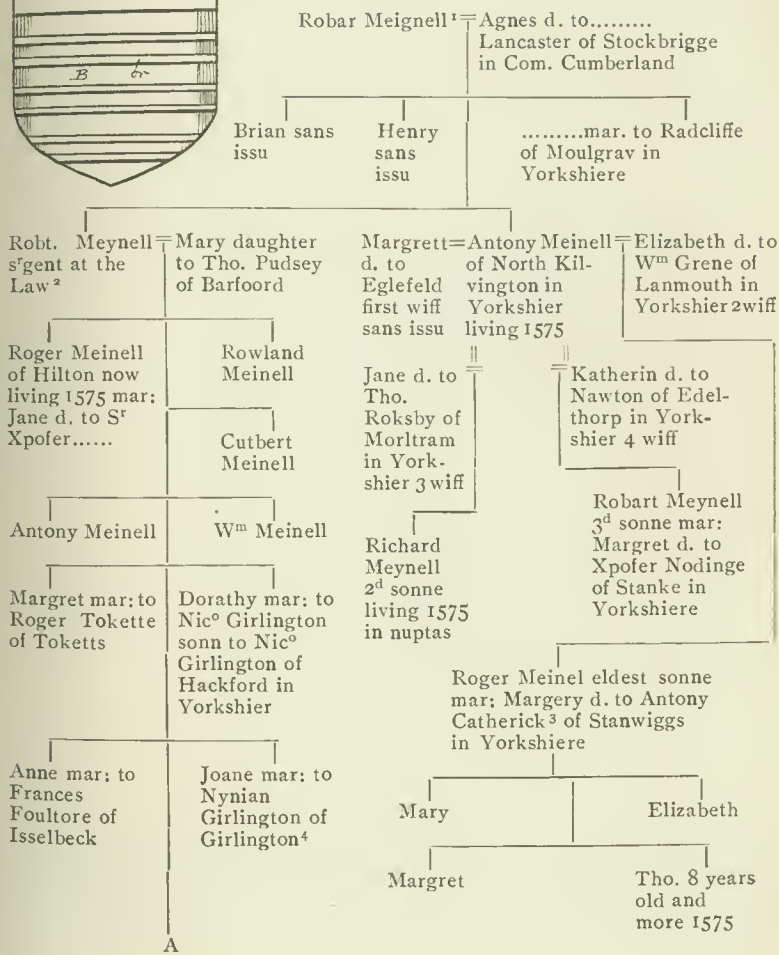 B or
Robar Meignell¹ = Agnes d. to.........
Lancaster of Stockbrigge
in Com. Cumberland
Brian sans
issu
Henry
sans
issu
.........mar. to Radcliffe
of Moulgrav in
Yorkshiere
Robt. Meynell = Mary daughter
sʳgent at the
Law²
to Tho. Pudsey
of Barfoord
Margrett = Antony Meinell = Elizabeth d. to
d. to
Eglefeld
first wiff
sans issu
of North Kil-
vington in
Yorkshier
living 1575
Wᵐ Grene of
Lanmouth in
Yorkshier 2 wiff
Roger Meinell
of Hilton now
living 1575 mar:
Jane d. to Sʳ
Xpofer......
Rowland
Meinell
Cutbert
Meinell
Jane d. to
Tho.
Roksby of
Morltram
in York-
shier 3 wiff
Katherin d. to
Nawton of Edel-
thorp in York-
shier 4 wiff
Antony Meinell
Wᵐ Meinell
Richard
Meynell
2ᵈ sonne
living 1575
in nuptas
Robart Meynell
3ᵈ sonne mar:
Margret d. to
Xpofer Nodinge
of Stanke in
Yorkshiere
Margret mar: to
Roger Tokette
of Toketts
Dorathy mar: to
Nicº Girlington
sonn to Nicº
Girlington of
Hackford in
Yorkshier
Roger Meinel eldest sonne
mar: Margery d. to Antony
Catherick³ of Stanwiggs
in Yorkshiere
Anne mar: to
Frances
Foultore of
Isselbeck
Joane mar: to
Nynian
Girlington of
Girlington⁴
Mary
Elizabeth
Margret
Tho. 8 years
old and
more 1575
A